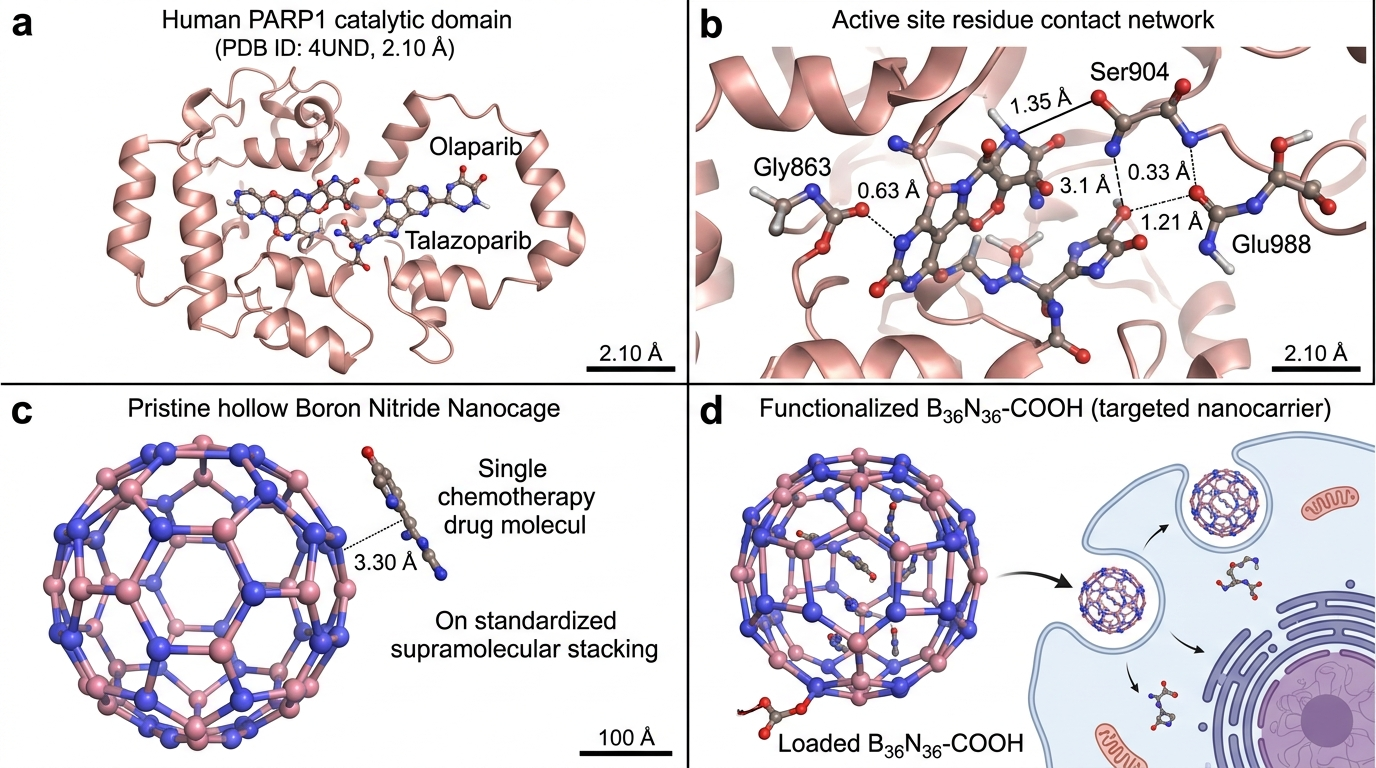 a
Human PARP1 catalytic domain
(PDB ID: 4UND, 2.10 Å)
Olaparib
Talazoparib
2.10 Å
b
Active site residue contact network
Ser904
1.35 Å
Gly863
0.63 Å
3.1 Å
0.33 Å
1.21 Å
Glu988
2.10 Å
c
Pristine hollow Boron Nitride Nanocage
Single
chemotherapy
drug molecul
3.30 Å
On standardized
supramolecular stacking
100 Å
d
Functionalized B₃₆N₃₆-COOH (targeted nanocarrier)
Loaded B₃₆N₃₆-COOH